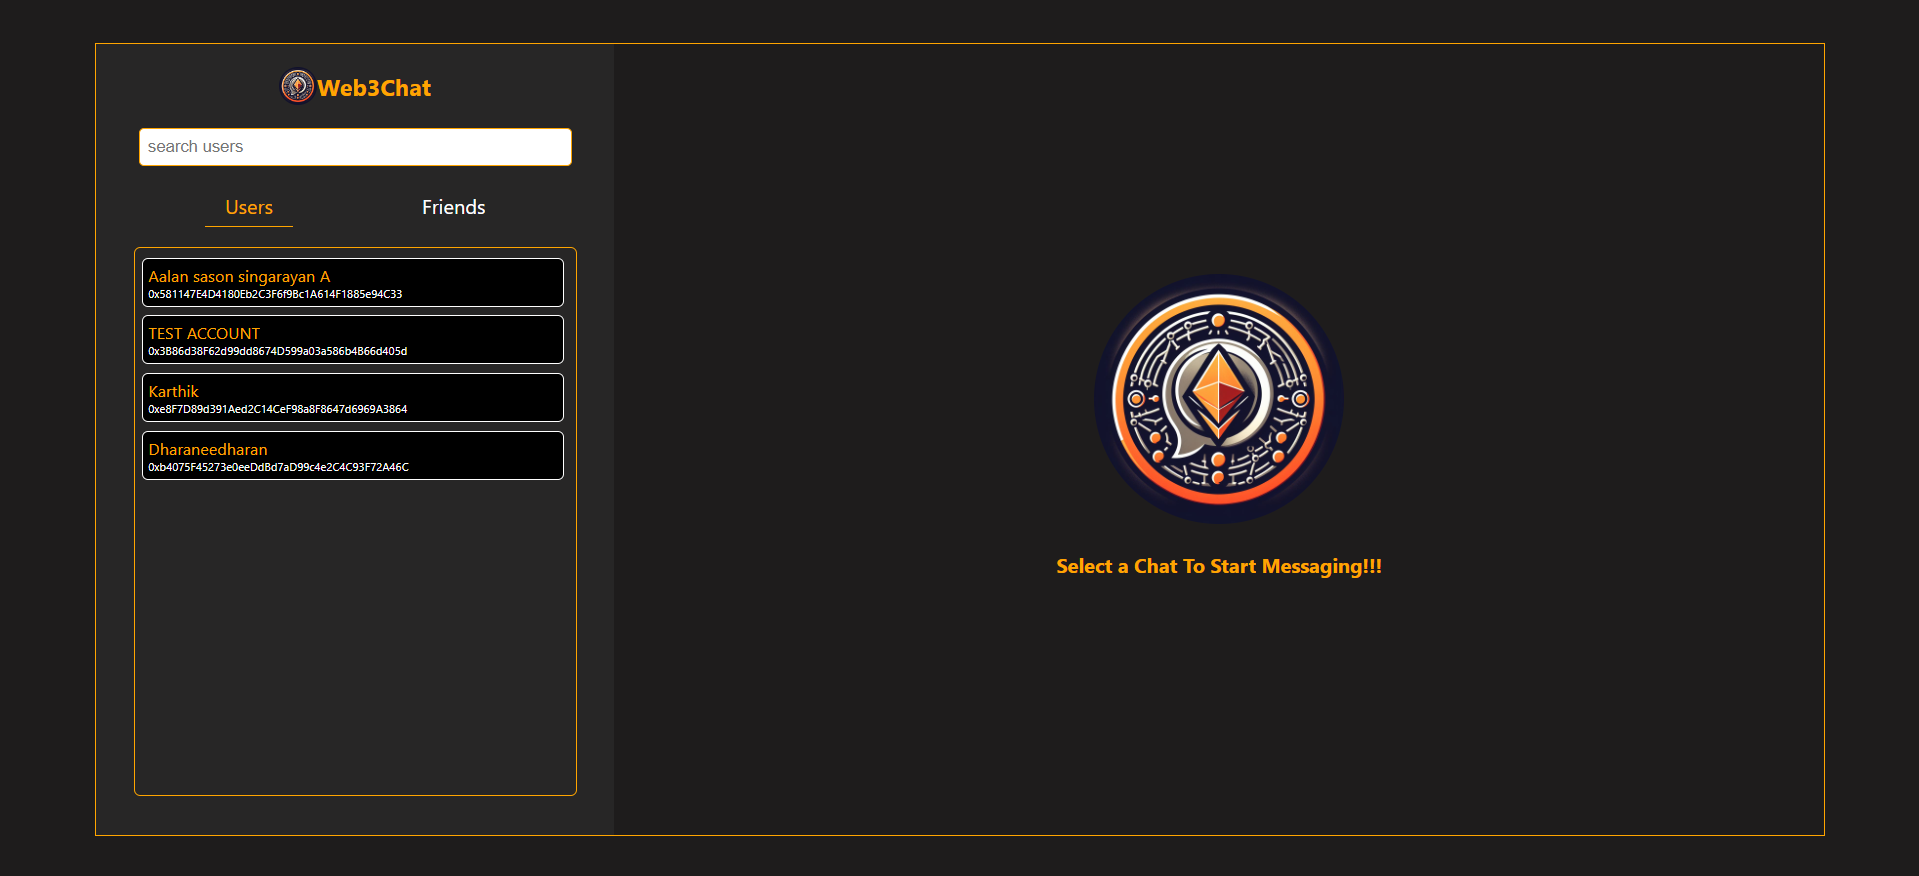 Web3Chat
search users
Users
Friends
Aalan sason singarayan A
0x581147E4D4180Eb2C3F6f9Bc1A614F1885e94C33
TEST ACCOUNT
0x3B86d38F62d99dd8674D599a03a586b4B66d405d
Karthik
0xe8F7D89d391Aed2C14CeF98a8F8647d6969A3864
Dharaneedharan
0xb4075F45273e0eeDdBd7aD99c4e2C4C93F72A46C
Select a Chat To Start Messaging!!!